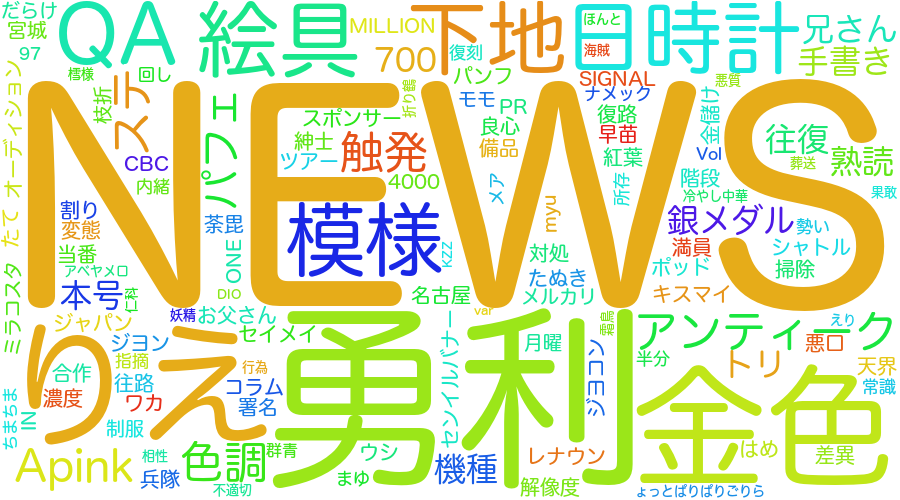 だらけ
QA
絵具
MILLION
下地
ほんと
日時計
兄さん
宮城
97
700
復刻
海賊
手書き
標様
回し
パンフ
SIGNAL
悪質
オーディション
枝折
ステ
パフェ
折り鶴
モモ
PR
ナメック
金儲け
NEWS
スポンサー
良心
復路
往復
CBC
紳士
触発
備品
早苗
Vol
葬送
熟読
内緒
ツアー
紅葉
階段
果敢
4000
メア
所存
冷やし中華
たて
割り
荼毘
模様
myu
銀メダル
勢い
変態
ONE
満員
シャトル
当番
KZZ
対処
ポッド
掃除
ミラコスタ
アベヤメロ
たぬき
本号
仁科
DIO
名古屋
メルカリ
キスマイ
妖精
お父さん
var
霜鳥
ジャパン
セイメイ
センイルバナー
アンティーク
えり
りえ
勇利
ジヨン
指摘
月曜
半分
悪口
合作
往路
行為
コラム
ジョコン
トリ
天界
常識
ちまちま
IN
濃度
ワカ
署名
金色
制服
Apink
色調
群青
ウシ
機種
レナウン
はめ
差異
相性
兵隊
まゆ
解像度
不適切
ょっとぱりぱりごりら